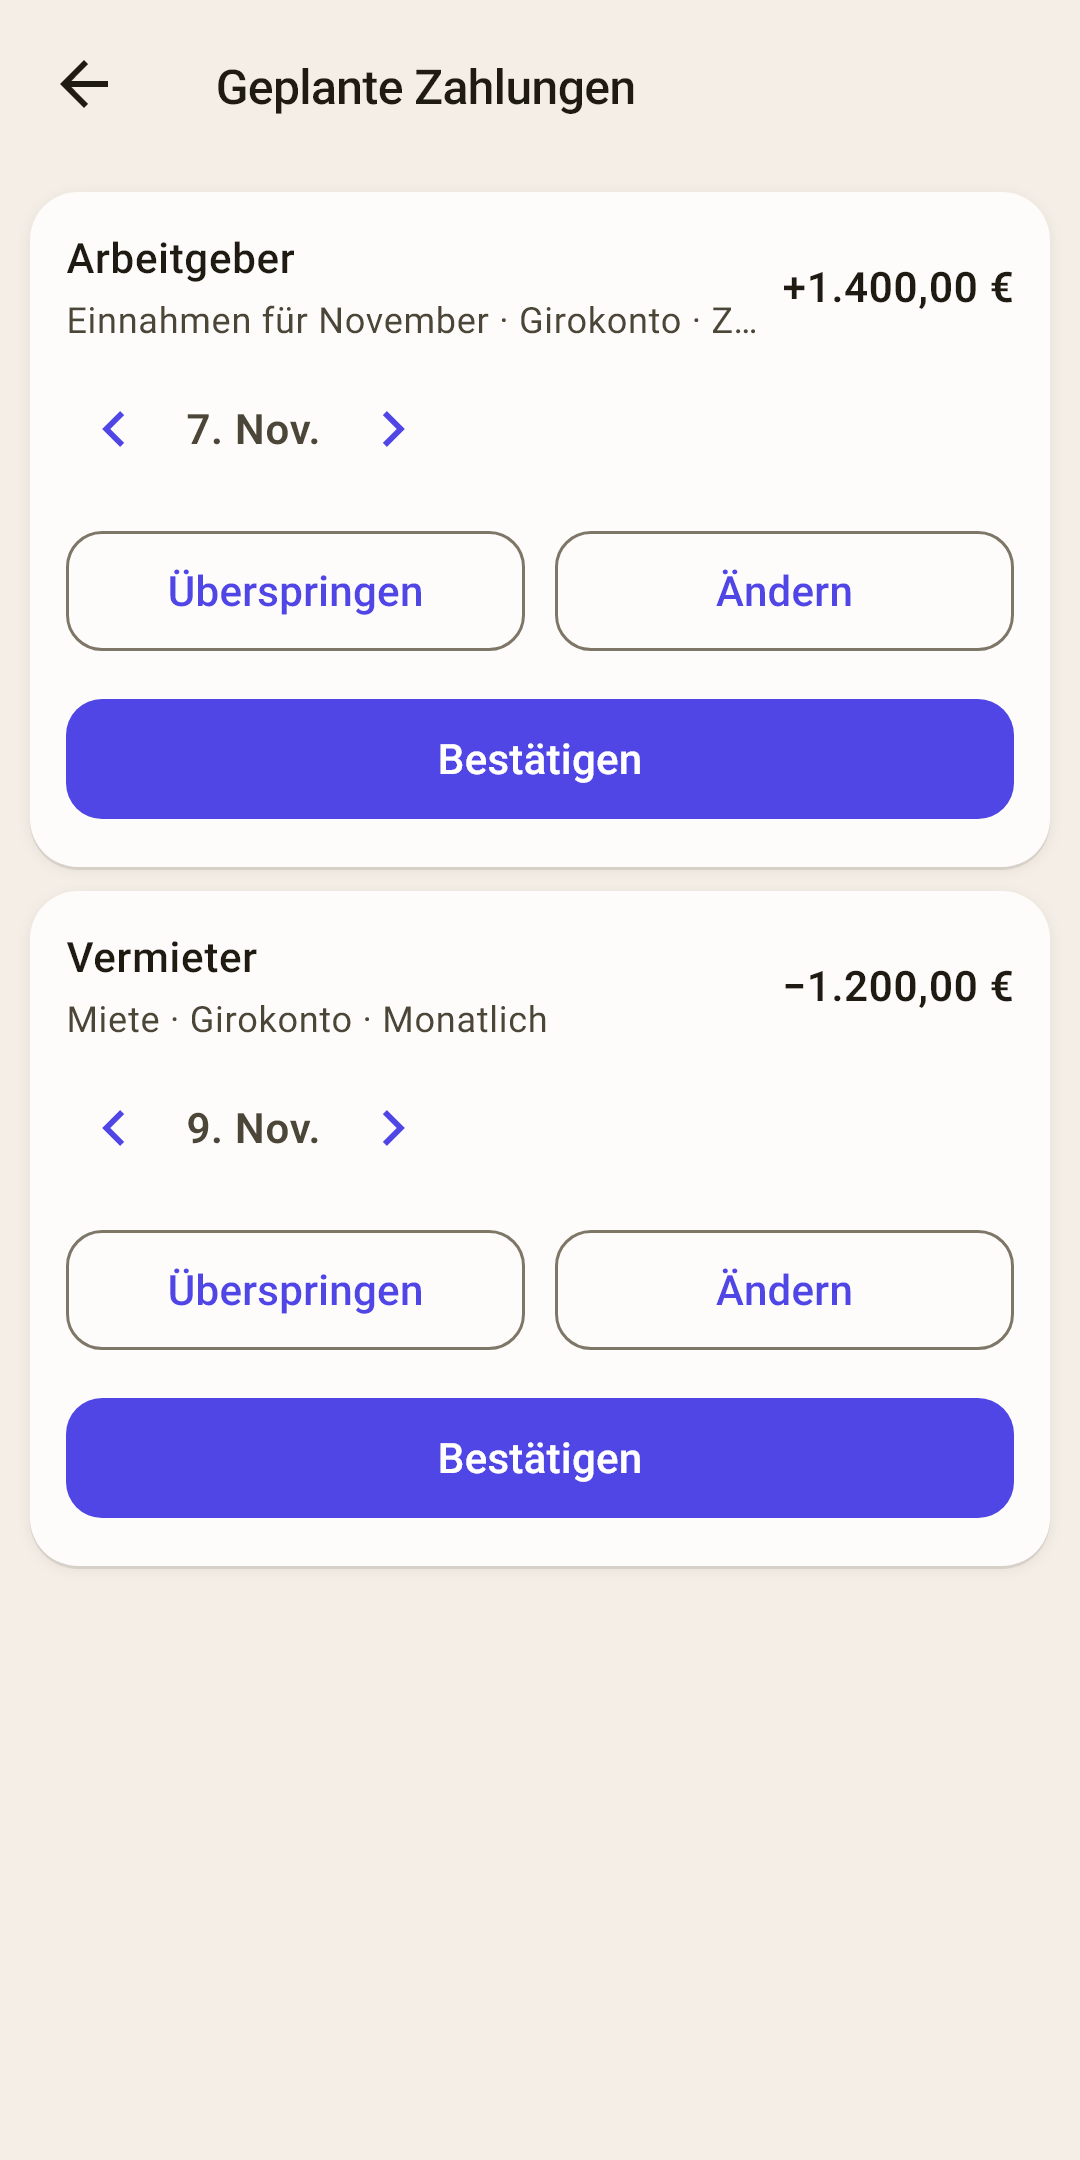 Geplante Zahlungen
Arbeitgeber
+1.400,00 €
Einnahmen für November · Girokonto · Z…
7. Nov.
Überspringen
Ändern
Bestätigen
Vermieter
−1.200,00 €
Miete · Girokonto · Monatlich
9. Nov.
Überspringen
Ändern
Bestätigen